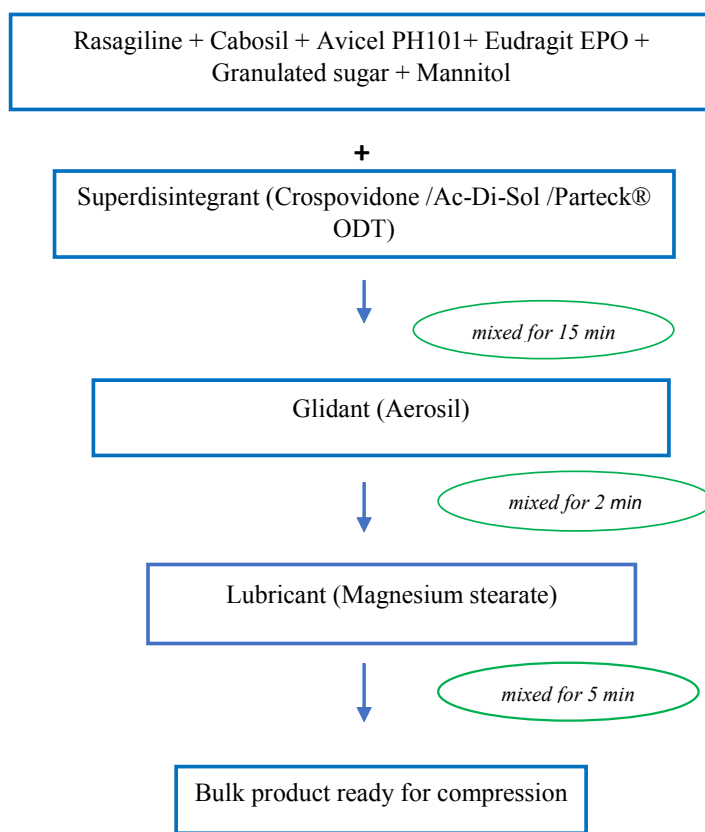 Rasagiline + Cabosil + Avicel PH101+ Eudragit EPO +
Granulated sugar + Mannitol
+
Superdisintegrant (Crospovidone /Ac-Di-Sol /Parteck®
ODT)
mixed for 15 min
Glidant (Aerosil)
mixed for 2 min
Lubricant (Magnesium stearate)
mixed for 5 min
Bulk product ready for compression